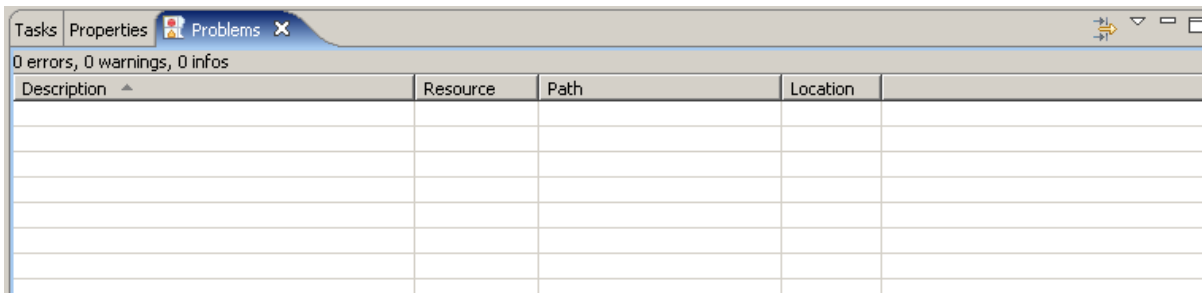 Tasks Properties Problems
0 errors, 0 warnings, 0 infos
Description Resource Path Location